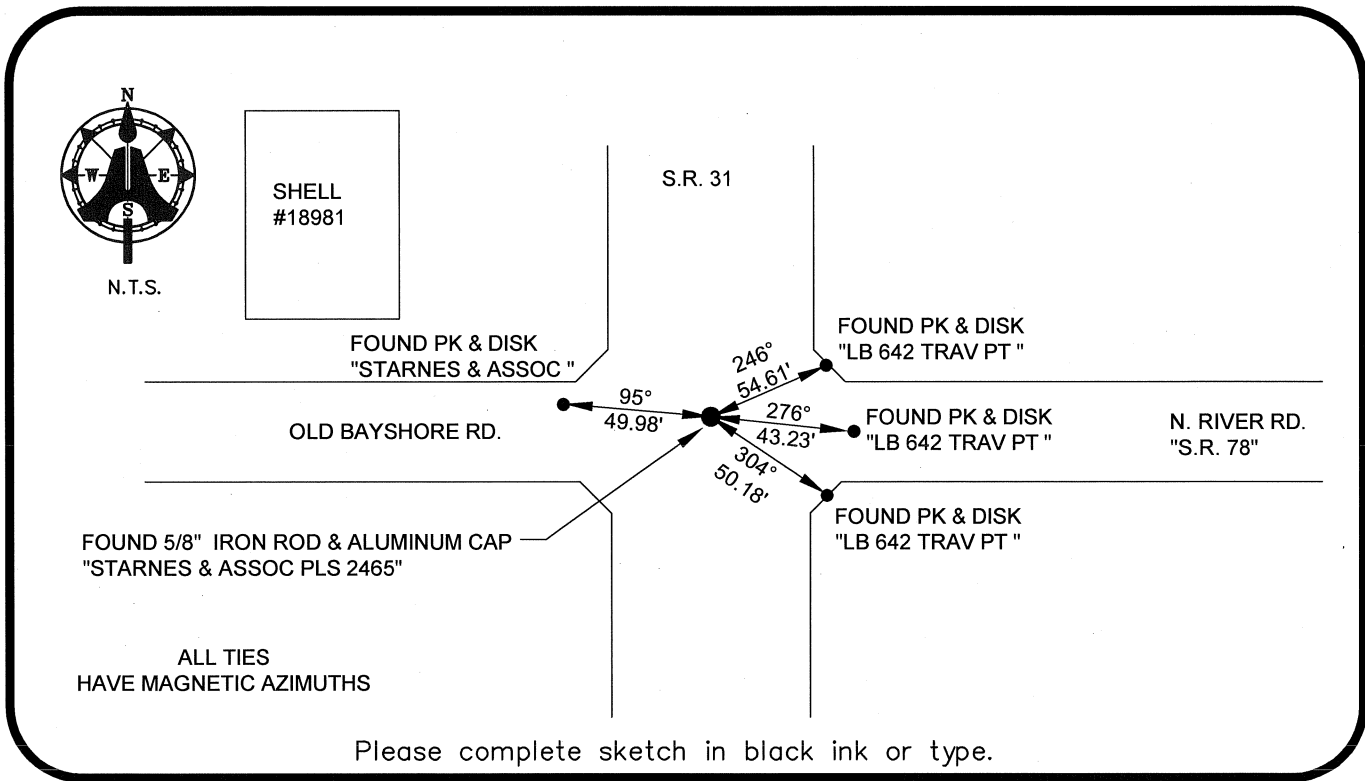 N
W
E
S
N.T.S.
SHELL
#18981
S.R. 31
FOUND PK & DISK
"STARNES & ASSOC "
FOUND PK & DISK
"LB 642 TRAV PT "
246°
54.61'
95°
49.98'
276°
43.23'
304°
50.18'
OLD BAYSHORE RD.
FOUND PK & DISK
"LB 642 TRAV PT "
N. RIVER RD.
"S.R. 78"
FOUND PK & DISK
"LB 642 TRAV PT "
FOUND 5/8" IRON ROD & ALUMINUM CAP
"STARNES & ASSOC PLS 2465"
ALL TIES
HAVE MAGNETIC AZIMUTHS
Please complete sketch in black ink or type.